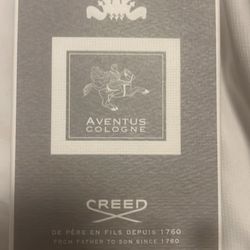 AVENTUS
COLOGNE
CREED
DE PÈRE EN FILS DEPUIS 1760
FROM FATHER TO SON SINCE 1760